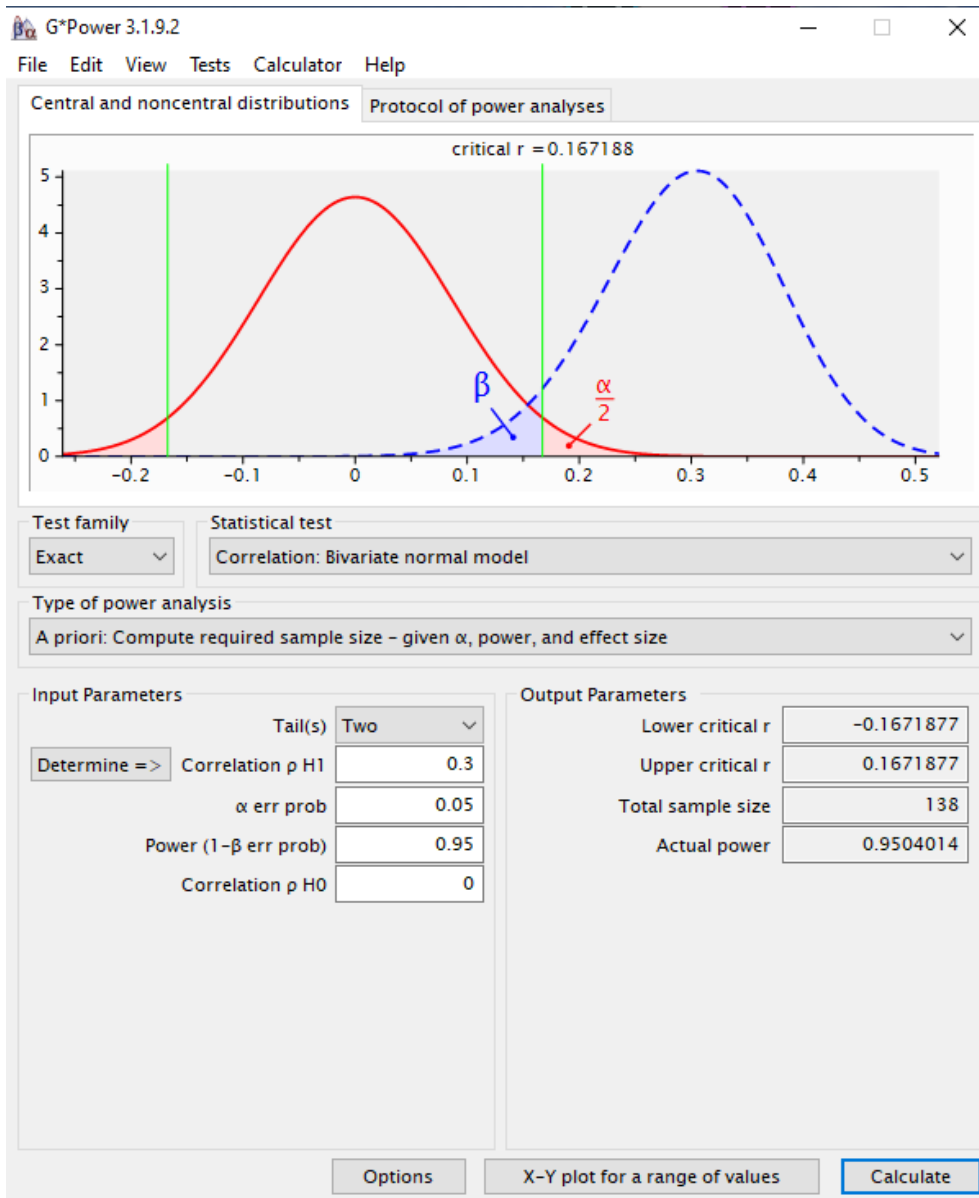 G*Power 3.1.9.2
File Edit View Tests Calculator Help
Central and noncentral distributions Protocol of power analyses
critical r = 0.167188
5
4
3
2
1
0
β
α
2
-0.2 -0.1 0 0.1 0.2 0.3 0.4 0.5
Test family Statistical test
Exact Correlation: Bivariate normal model
Type of power analysis
A priori: Compute required sample size - given α, power, and effect size
Input Parameters
Tail(s) Two
Determine => Correlation ρ H1 0.3
α err prob 0.05
Power (1-β err prob) 0.95
Correlation ρ H0 0
Output Parameters
Lower critical r -0.1671877
Upper critical r 0.1671877
Total sample size 138
Actual power 0.9504014
Options X-Y plot for a range of values Calculate